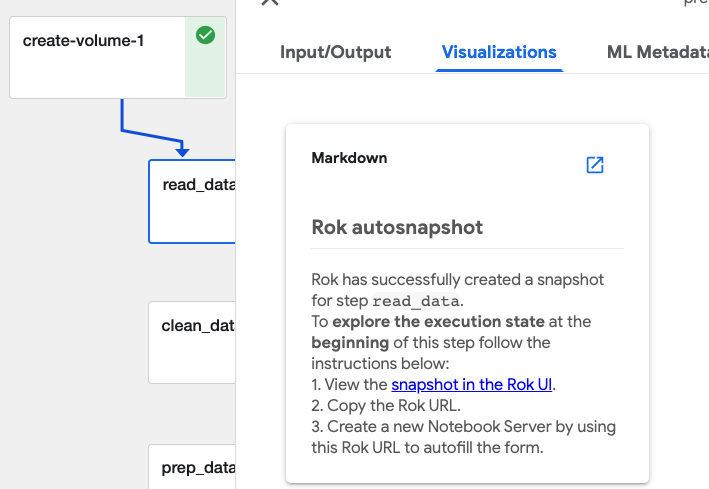 create-volume-1
read_data
clean_dat
prep_data
pre
Input/Output
Visualizations
ML Metadata
Markdown
Rok autosnapshot
Rok has successfully created a snapshot
for step read_data.
To explore the execution state at the
beginning of this step follow the
instructions below:
1. View the snapshot in the Rok UI.
2. Copy the Rok URL.
3. Create a new Notebook Server by using
this Rok URL to autofill the form.